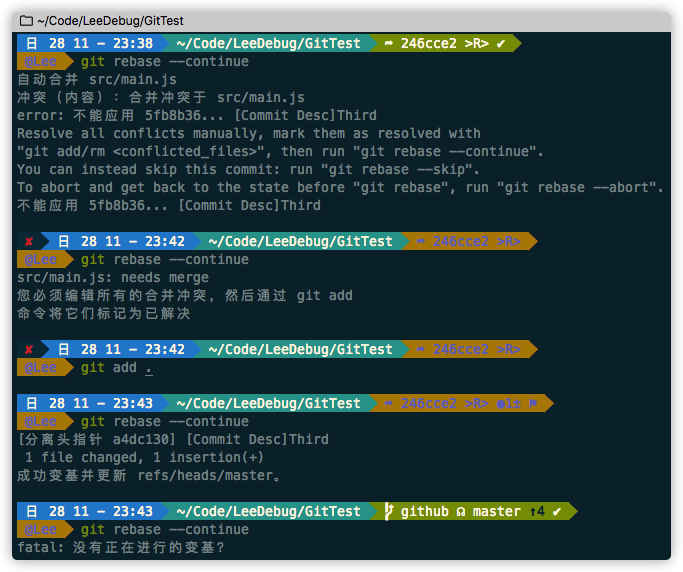 ~/Code/LeeDebug/GitTest
日 28 11 - 23:38 ~/Code/LeeDebug/GitTest ➦ 246cce2 >R> ✔
@Lee git rebase --continue
自动合并 src/main.js
冲突（内容）：合并冲突于 src/main.js
error: 不能应用 5fb8b36... [Commit Desc]Third
Resolve all conflicts manually, mark them as resolved with
"git add/rm <conflicted_files>", then run "git rebase --continue".
You can instead skip this commit: run "git rebase --skip".
To abort and get back to the state before "git rebase", run "git rebase --abort".
不能应用 5fb8b36... [Commit Desc]Third
✘ 日 28 11 - 23:42 ~/Code/LeeDebug/GitTest ➦ 246cce2 >R>
@Lee git rebase --continue
src/main.js: needs merge
您必须编辑所有的合并冲突，然后通过 git add
命令将它们标记为已解决
✘ 日 28 11 - 23:42 ~/Code/LeeDebug/GitTest ➦ 246cce2 >R>
@Lee git add .
日 28 11 - 23:43 ~/Code/LeeDebug/GitTest ➦ 246cce2 >R> ●1± ⚑
@Lee git rebase --continue
[分离头指针 a4dc130] [Commit Desc]Third
1 file changed, 1 insertion(+)
成功变基并更新 refs/heads/master。
日 28 11 - 23:43 ~/Code/LeeDebug/GitTest github ☊ master ↑4 ✔
@Lee git rebase --continue
fatal: 没有正在进行的变基？